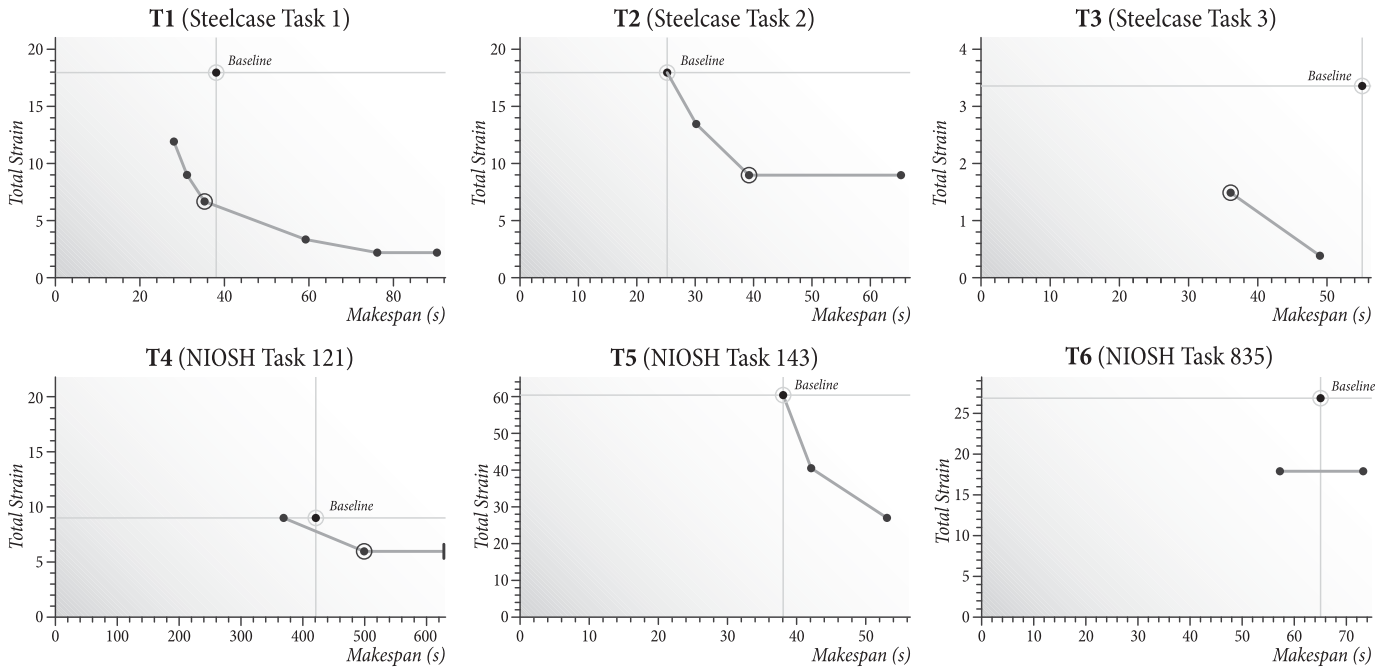 T1 (Steelcase Task 1)
20
15
10
5
0
Total Strain
Baseline
0 20 40 60 80
Makespan (s)
T2 (Steelcase Task 2)
20
15
10
5
0
Total Strain
Baseline
0 10 20 30 40 50 60
Makespan (s)
T3 (Steelcase Task 3)
4
3
2
1
0
Total Strain
Baseline
0 10 20 30 40 50
Makespan (s)
T4 (NIOSH Task 121)
20
15
10
5
0
Total Strain
Baseline
0 100 200 300 400 500 600
Makespan (s)
T5 (NIOSH Task 143)
60
50
40
30
20
10
0
Total Strain
Baseline
0 10 20 30 40 50
Makespan (s)
T6 (NIOSH Task 835)
25
20
15
10
5
0
Total Strain
Baseline
0 10 20 30 40 50 60 70
Makespan (s)